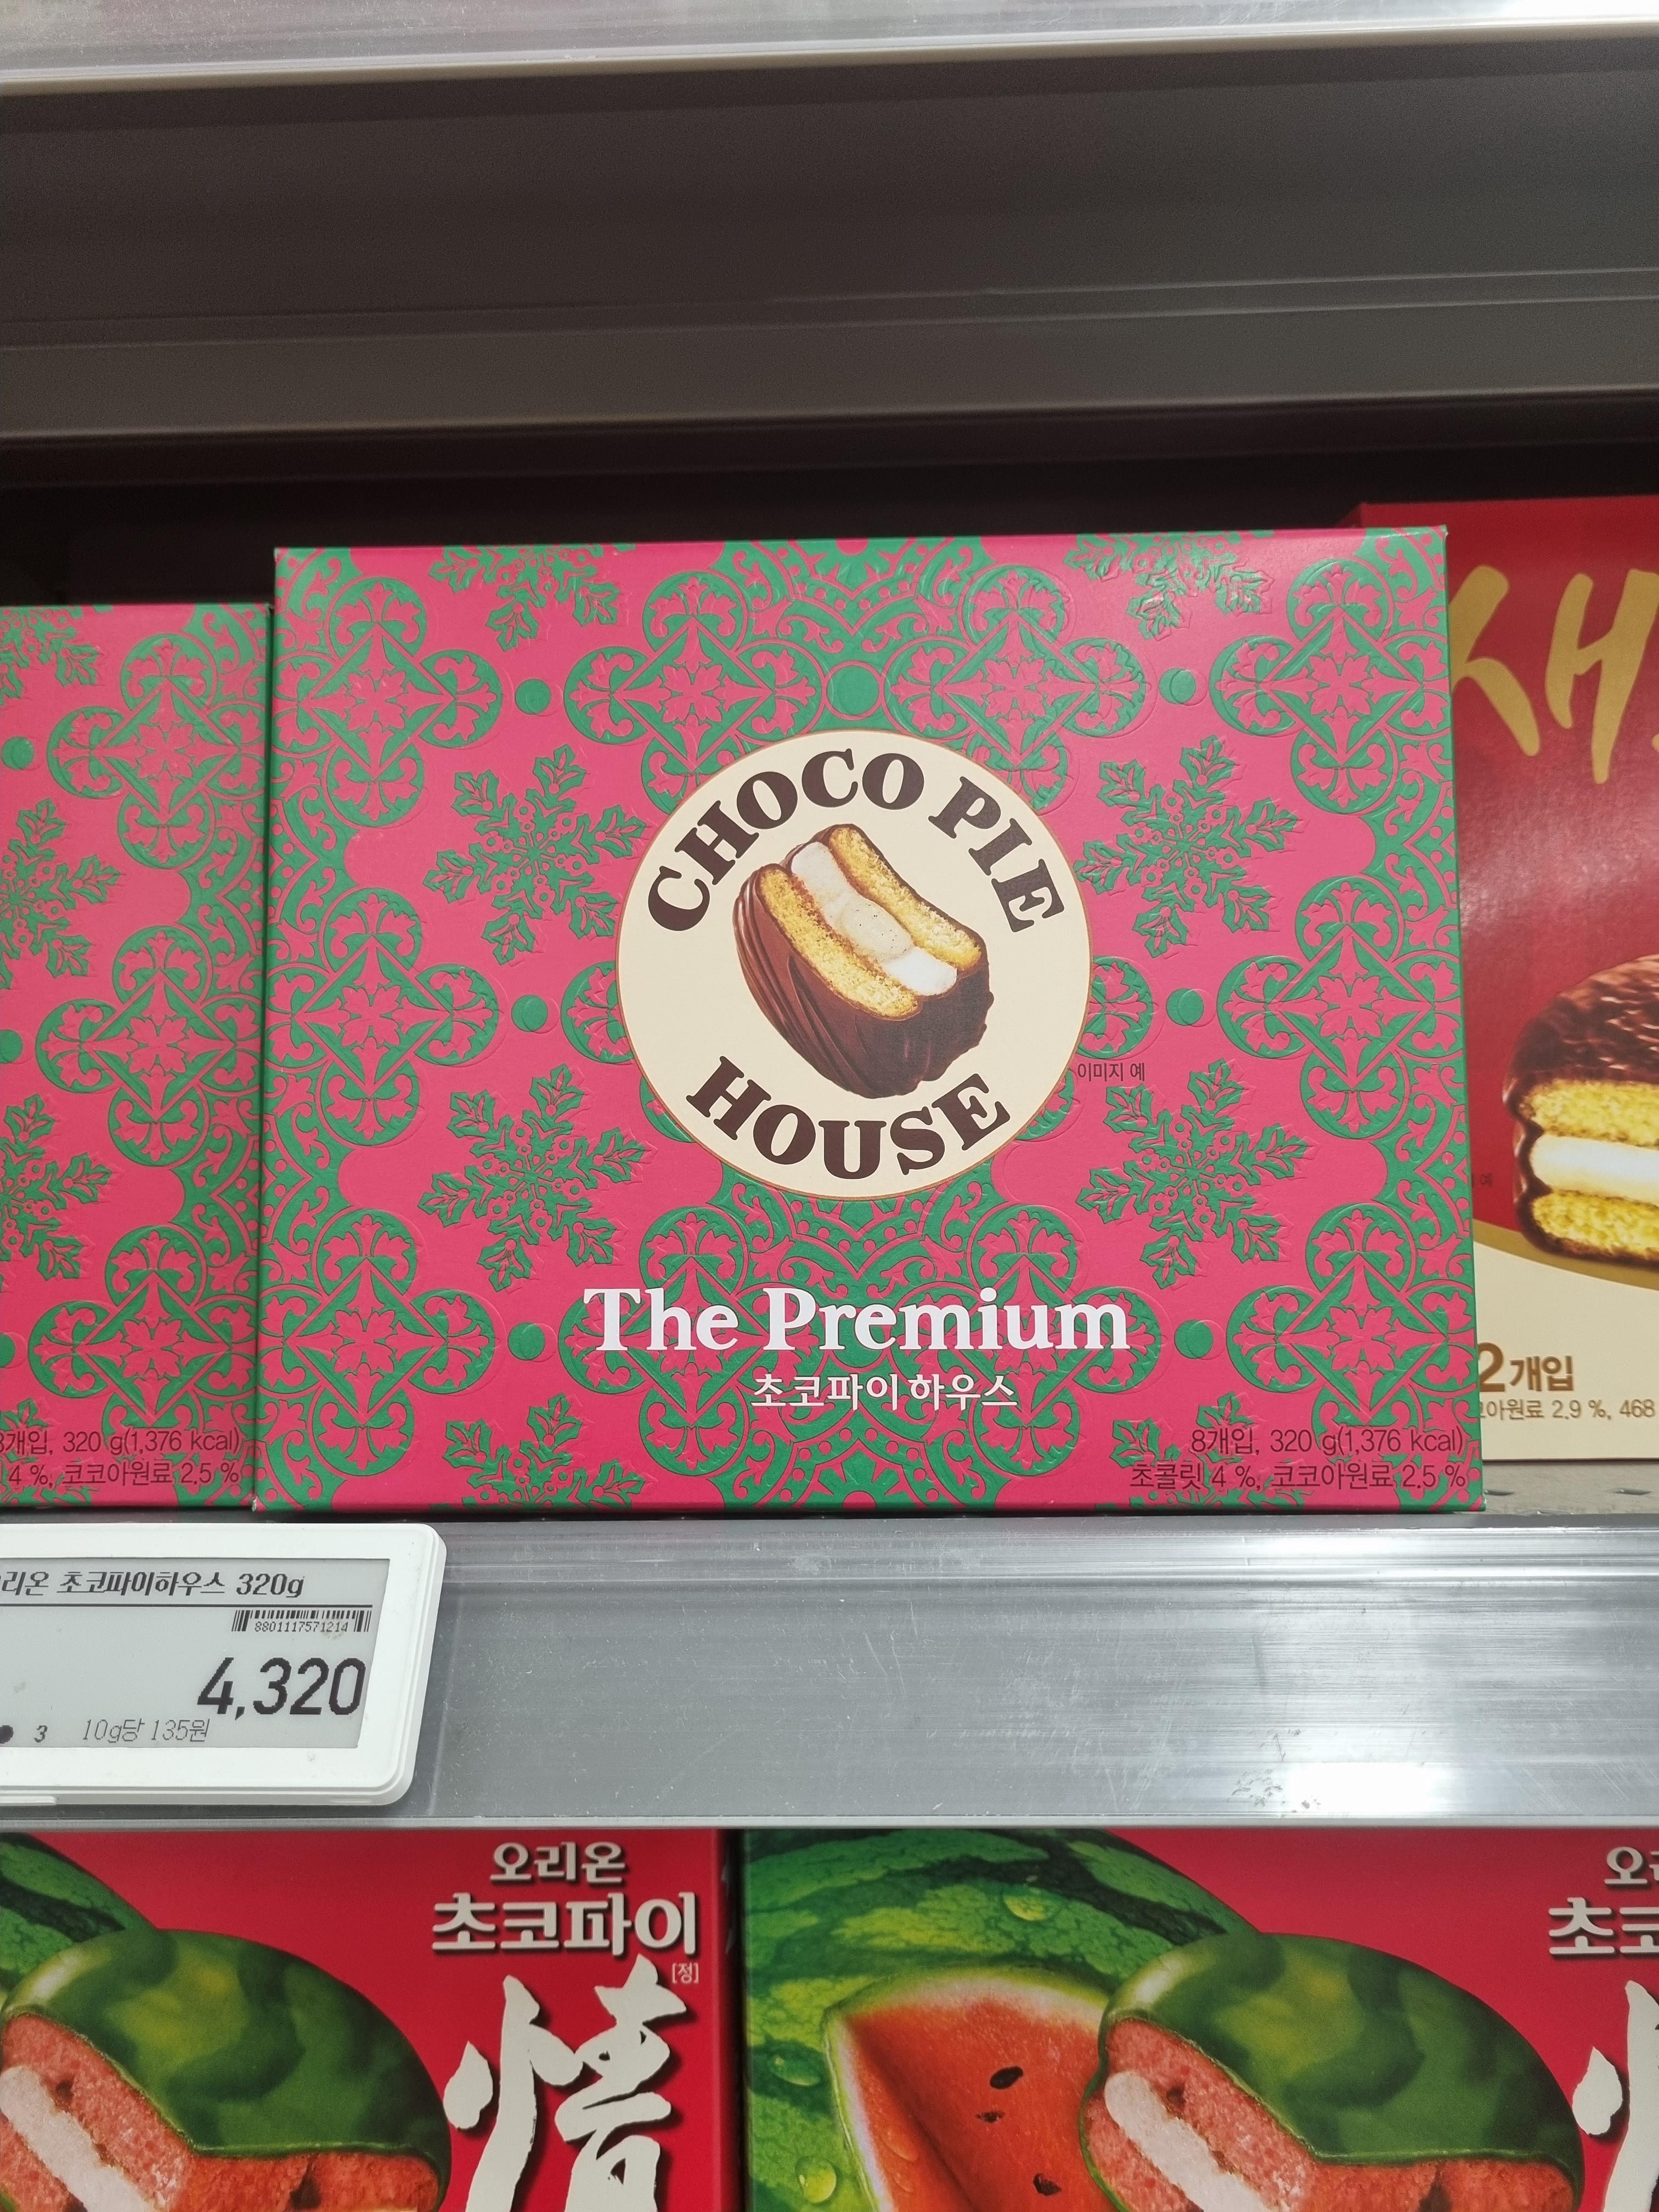 CHOCO PIE
HOUSE
이미지 예
The Premium
초코파이하우스
8개입, 320 g(1,376 kcal)
초콜릿 4 %, 코코아원료 2.5 %
8개입, 320 g(1,376 kcal)
4 %, 코코아원료 2.5 %
새
예
2개입
아원료 2.9 %, 468
리온 초코파이하우스 320g
8801117571214
4,320
3 10g당 135원
오리온
초코파이
[정]
情
오
초코